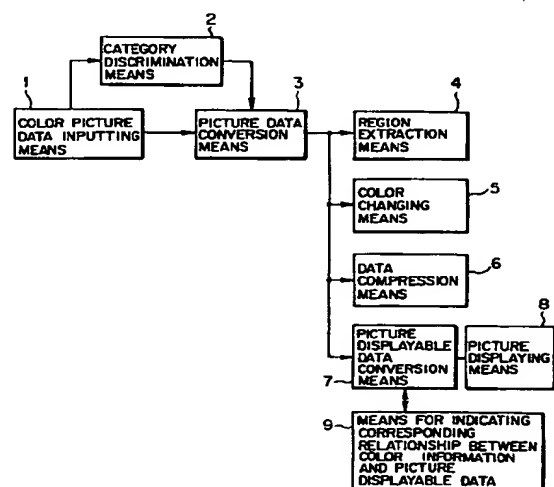 2
CATEGORY
DISCRIMINATION
MEANS
1
COLOR PICTURE
DATA INPUTTING
MEANS
3
PICTURE DATA
CONVERSION
MEANS
4
REGION
EXTRACTION
MEANS
5
COLOR
CHANGING
MEANS
6
DATA
COMPRESSION
MEANS
7
PICTURE
DISPLAYABLE
DATA
CONVERSION
MEANS
8
PICTURE
DISPLAYING
MEANS
9
MEANS FOR INDICATING
CORRESPONDING
RELATIONSHIP BETWEEN
COLOR INFORMATION
AND PICTURE
DISPLAYABLE DATA